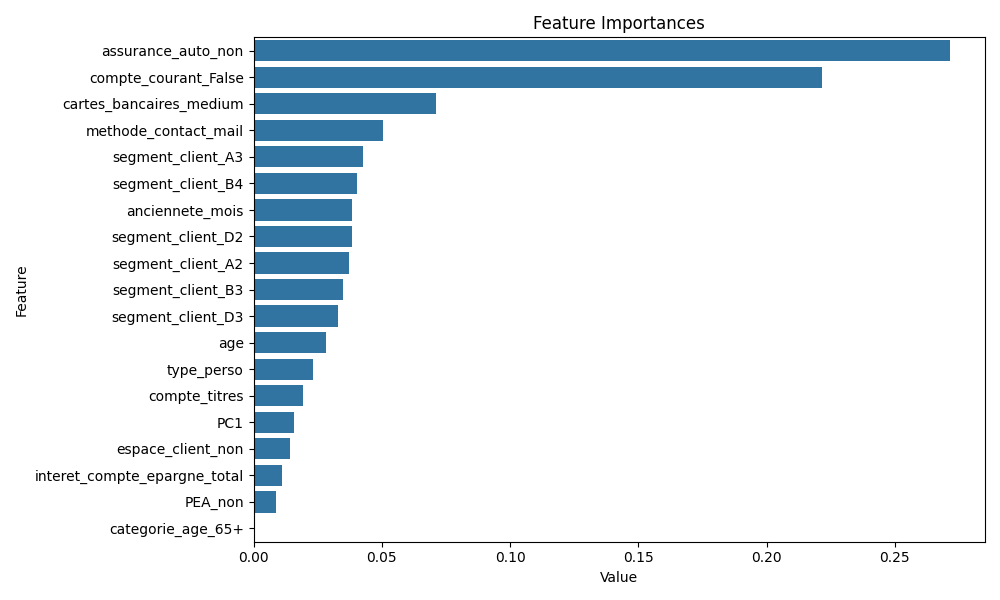 Feature Importances
assurance_auto_non
compte_courant_False
cartes_bancaires_medium
methode_contact_mail
segment_client_A3
segment_client_B4
anciennete_mois
segment_client_D2
segment_client_A2
segment_client_B3
segment_client_D3
age
type_perso
compte_titres
PC1
espace_client_non
interet_compte_epargne_total
PEA_non
categorie_age_65+
Feature
0.00 0.05 0.10 0.15 0.20 0.25
Value